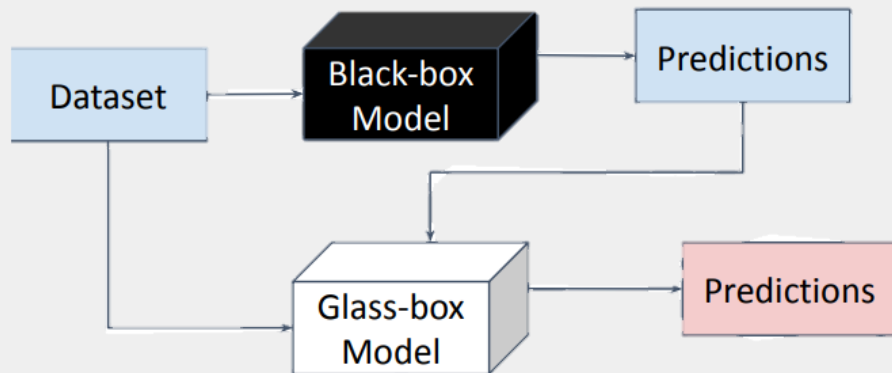 Dataset
Black-box
Model
Predictions
Glass-box
Model
Predictions